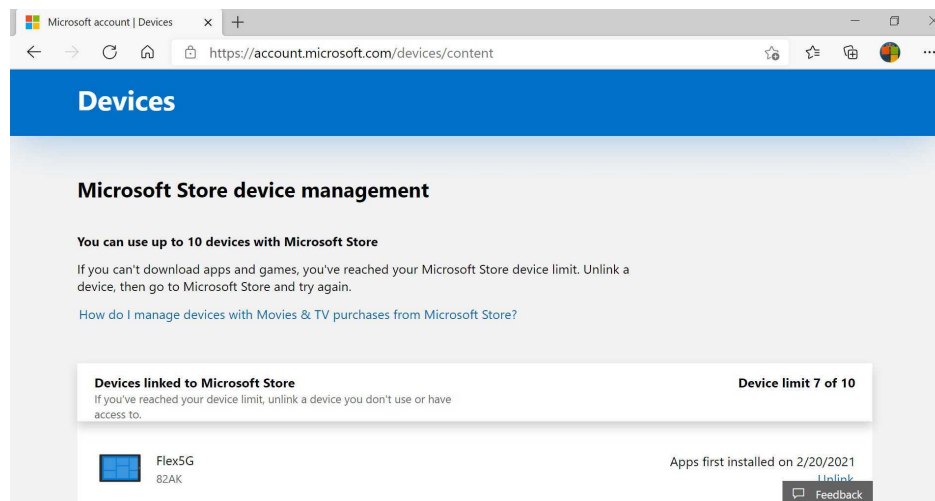 Microsoft account | Devices
https://account.microsoft.com/devices/content
Devices
Microsoft Store device management
You can use up to 10 devices with Microsoft Store
If you can't download apps and games, you've reached your Microsoft Store device limit. Unlink a
device, then go to Microsoft Store and try again.
How do I manage devices with Movies & TV purchases from Microsoft Store?
Devices linked to Microsoft Store
Device limit 7 of 10
If you've reached your device limit, unlink a device you don't use or have
access to.
Flex5G
Apps first installed on 2/20/2021
82AK
Unlink
Feedback